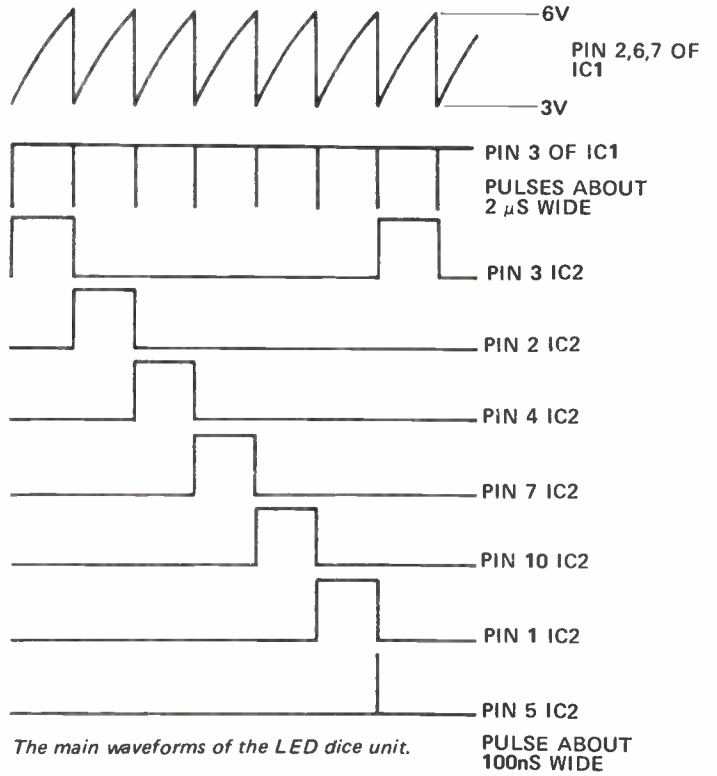 6V
PIN 2,6,7 OF
IC1
3V
PIN 3 OF IC1
PULSES ABOUT
2 μS WIDE
PIN 3 IC2
PIN 2 IC2
PiN 4 IC2
PIN 7 IC2
PIN 10 IC2
PIN 1 IC2
PIN 5 IC2
The main waveforms of the LED dice unit.
PULSE ABOUT
100nS WIDE